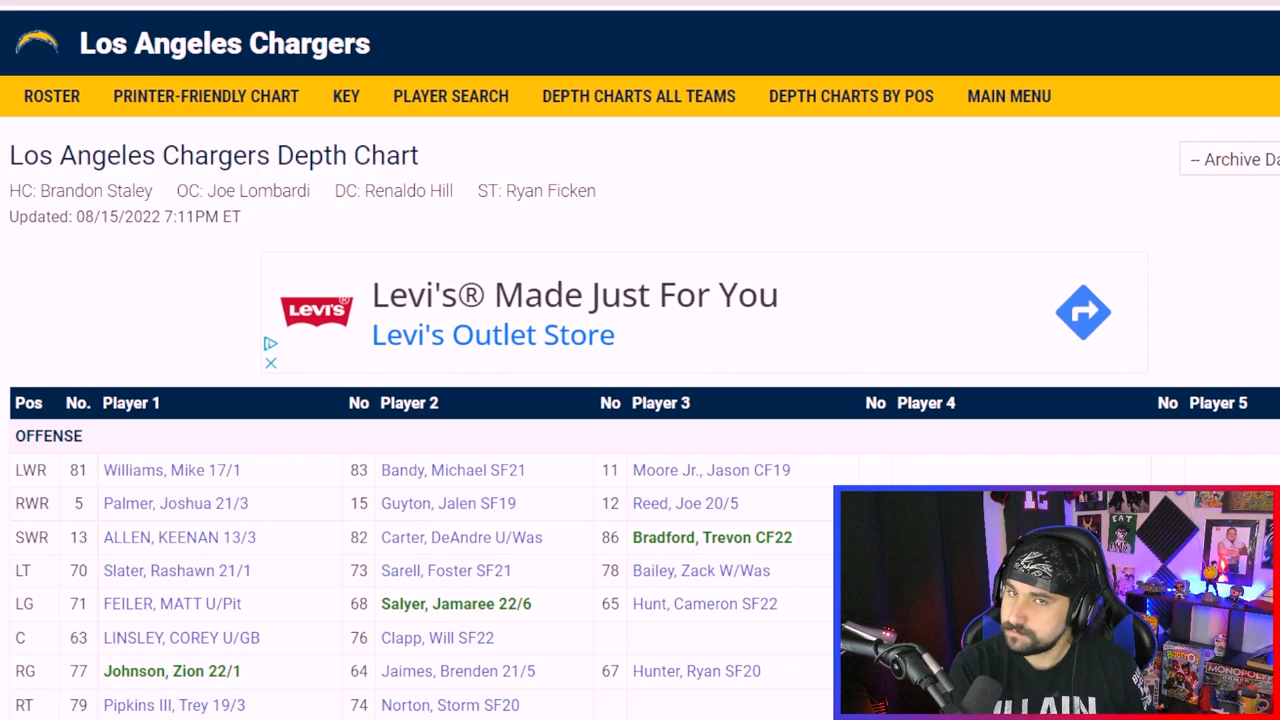 Los Angeles Chargers
ROSTER PRINTER-FRIENDLY CHART KEY PLAYER SEARCH DEPTH CHARTS ALL TEAMS DEPTH CHARTS BY POS MAIN MENU
Los Angeles Chargers Depth Chart
-- Archive Da
HC: Brandon Staley OC: Joe Lombardi DC: Renaldo Hill ST: Ryan Ficken
Updated: 08/15/2022 7:11PM ET
LEVI'S
Levi's® Made Just For You
Levi's Outlet Store
Pos No. Player 1 No Player 2 No Player 3 No Player 4 No Player 5
OFFENSE
LWR 81 Williams, Mike 17/1 83 Bandy, Michael SF21 11 Moore Jr., Jason CF19
RWR 5 Palmer, Joshua 21/3 15 Guyton, Jalen SF19 12 Reed, Joe 20/5
SWR 13 ALLEN, KEENAN 13/3 82 Carter, DeAndre U/Was 86 Bradford, Trevon CF22
LT 70 Slater, Rashawn 21/1 73 Sarell, Foster SF21 78 Bailey, Zack W/Was
LG 71 FEILER, MATT U/Pit 68 Salyer, Jamaree 22/6 65 Hunt, Cameron SF22
C 63 LINSLEY, COREY U/GB 76 Clapp, Will SF22
RG 77 Johnson, Zion 22/1 64 Jaimes, Brenden 21/5 67 Hunter, Ryan SF20
RT 79 Pipkins III, Trey 19/3 74 Norton, Storm SF20
EAT
MONOPOLY